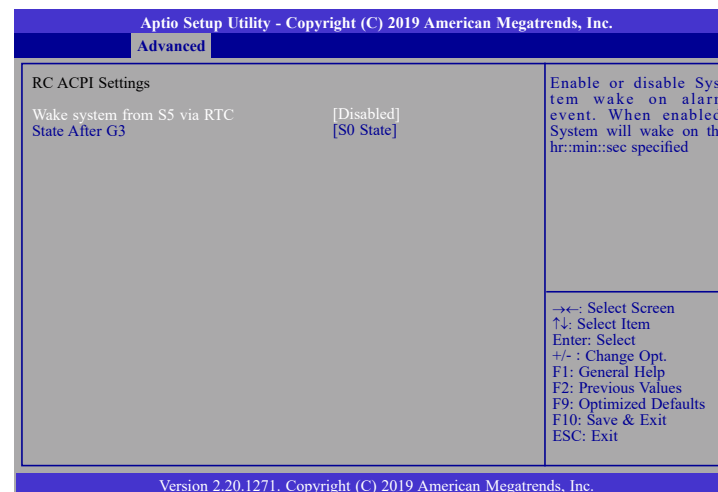 Aptio Setup Utility - Copyright (C) 2019 American Megatrends, Inc.
Advanced
RC ACPI Settings
Wake system from S5 via RTC [Disabled]
State After G3 [S0 State]
Enable or disable Sys
tem wake on alar
event. When enabled
System will wake on th
hr::min::sec specified
→←: Select Screen
↑↓: Select Item
Enter: Select
+/- : Change Opt.
F1: General Help
F2: Previous Values
F9: Optimized Defaults
F10: Save & Exit
ESC: Exit
Version 2.20.1271. Copyright (C) 2019 American Megatrends, Inc.